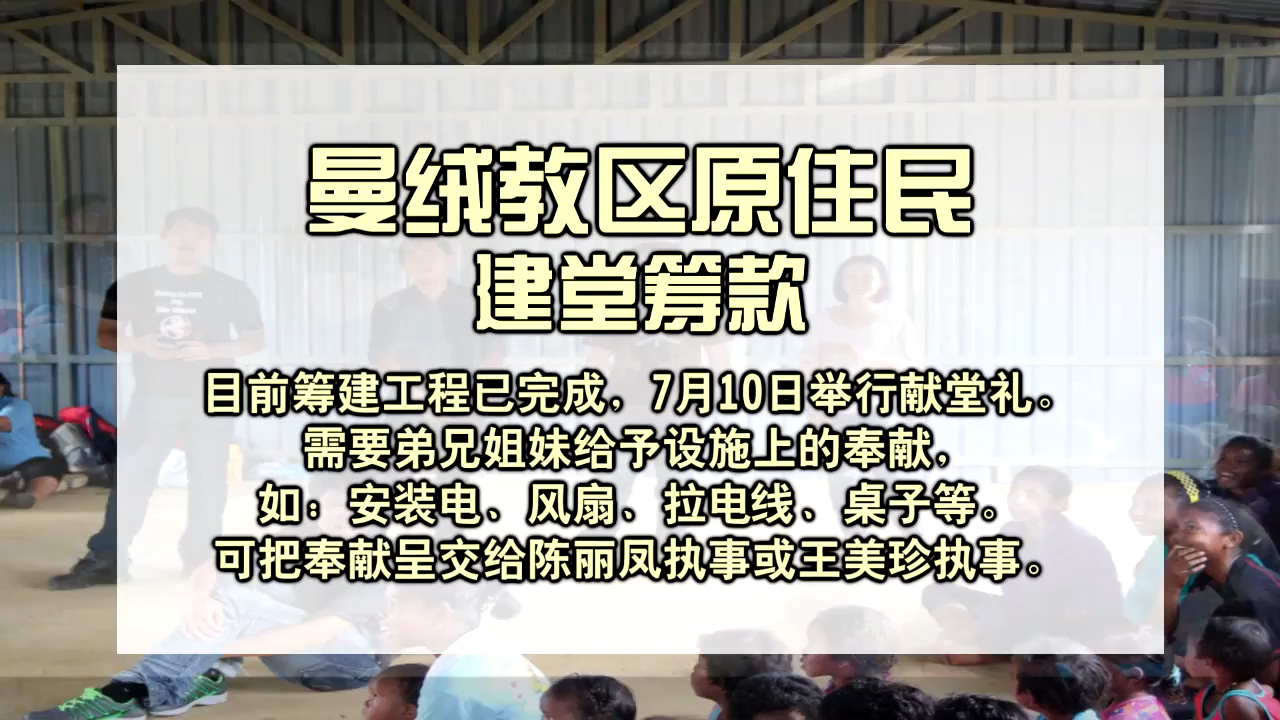 曼绒教区原住民
建堂筹款
目前筹建工程已完成，7月10日举行献堂礼。
需要弟兄姐妹给予设施上的奉献，
如：安装电、风扇、拉电线、桌子等。
可把奉献呈交给陈丽凤执事或王美珍执事。